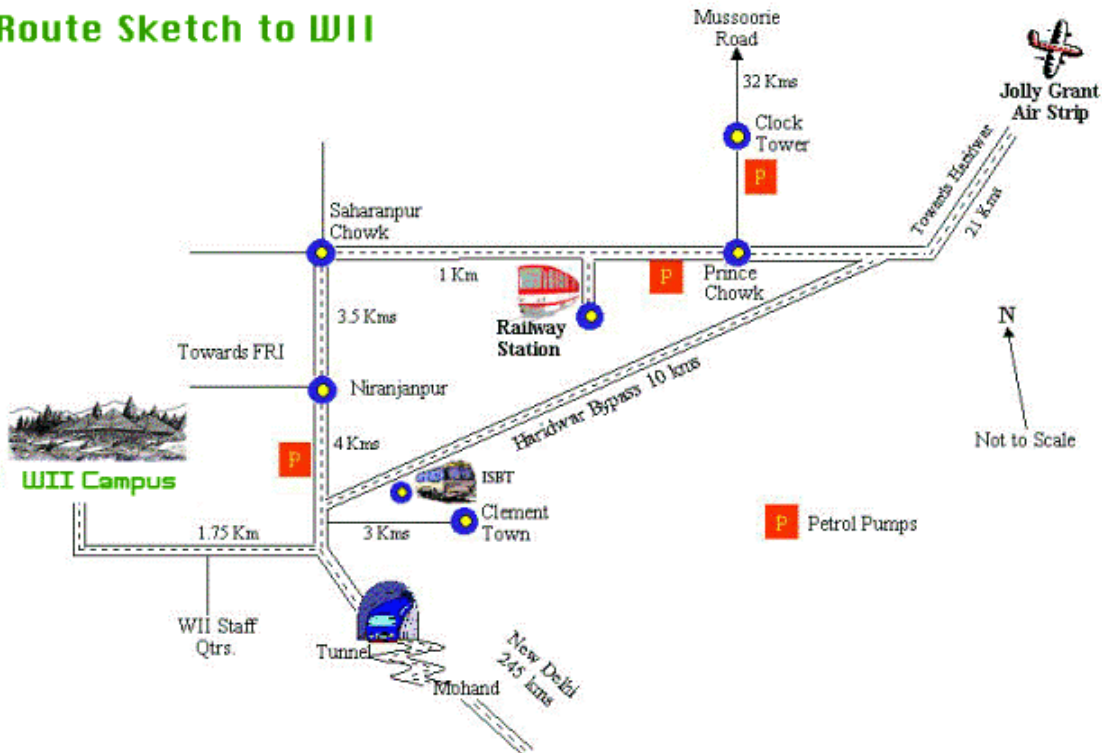 Route Sketch to WII
Mussoorie
Road
32 Kms
Jolly Grant
Air Strip
Clock
Tower
P
Towards Haridwar
21 Kms
Saharanpur
Chowk
1 Km
P
Prince
Chowk
Railway
Station
3.5 Kms
N
Towards FRI
Niranjanpur
Haridwar Bypass 10 kms
Not to Scale
4 Kms
P
WII Campus
ISBT
Clement
Town
3 Kms
1.75 Km
P
Petrol Pumps
WII Staff
Qtrs.
Tunnel
Mohand
New Delhi
245 kms